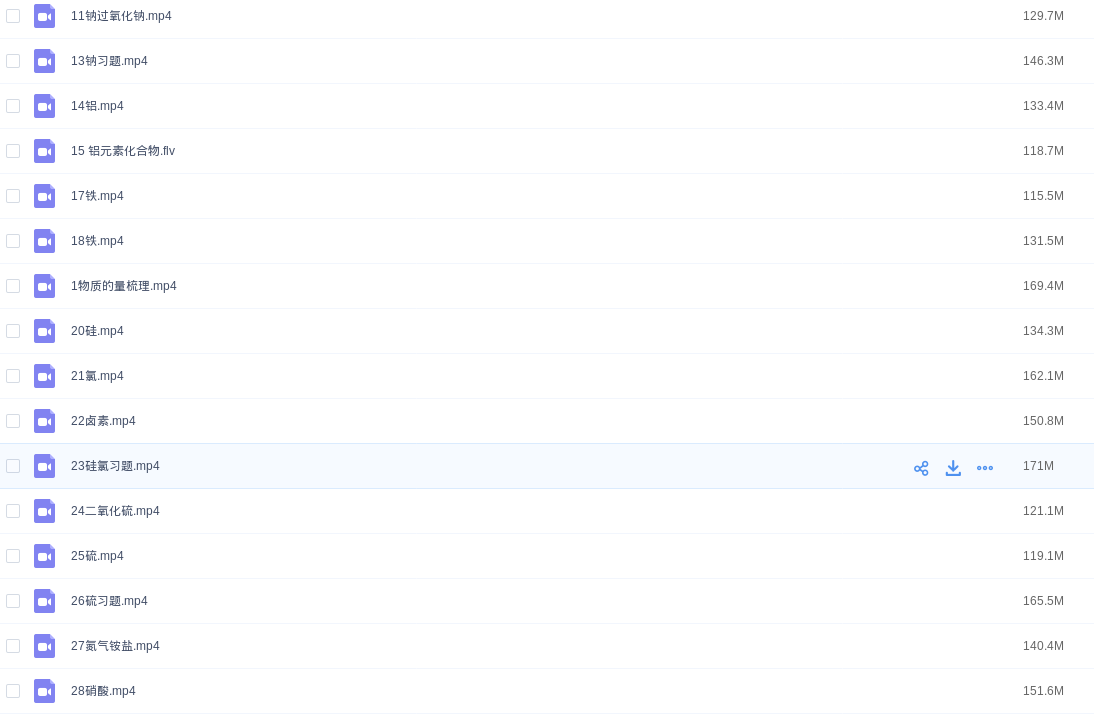 11钠过氧化钠.mp4 129.7M
13钠习题.mp4 146.3M
14铝.mp4 133.4M
15 铝元素化合物.flv 118.7M
17铁.mp4 115.5M
18铁.mp4 131.5M
1物质的量梳理.mp4 169.4M
20硅.mp4 134.3M
21氯.mp4 162.1M
22卤素.mp4 150.8M
23硅氯习题.mp4 171M
24二氧化硫.mp4 121.1M
25硫.mp4 119.1M
26硫习题.mp4 165.5M
27氮气铵盐.mp4 140.4M
28硝酸.mp4 151.6M